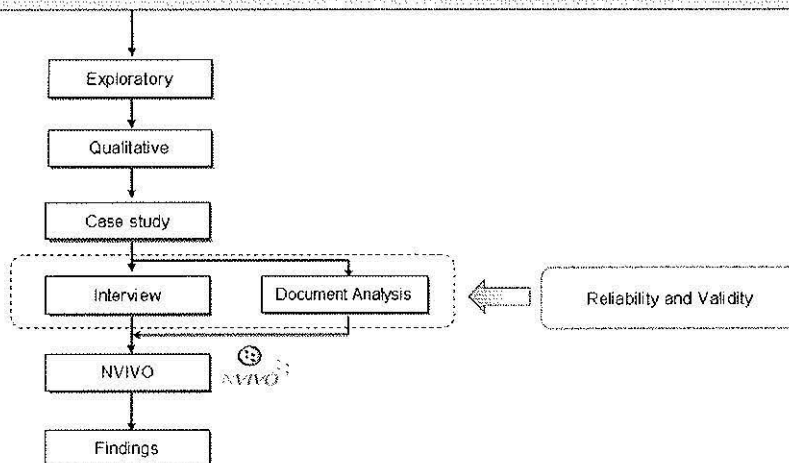 Exploratory
Qualitative
Case study
Interview
Document Analysis
Reliability and Validity
NVIVO
NVIVO
Findings